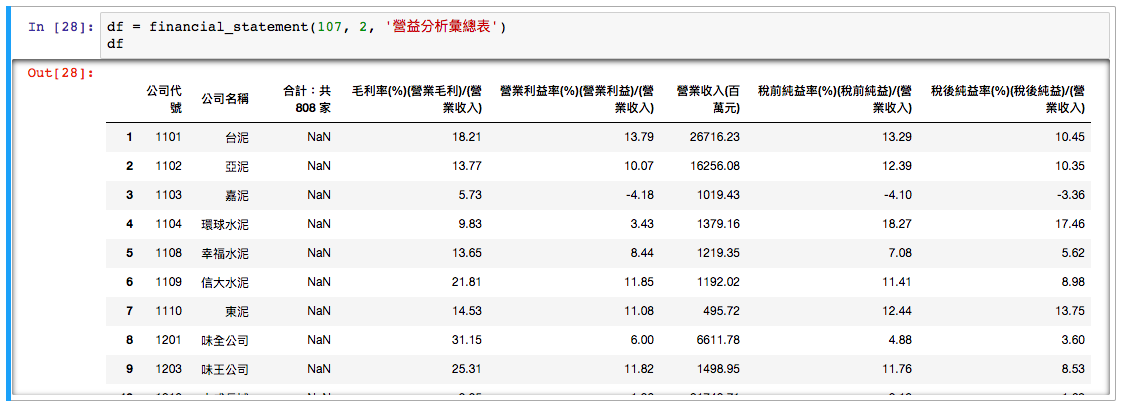 In [28]: df = financial_statement(107, 2, '營益分析彙總表')
df
Out[28]:
公司代號 公司名稱 合計：共 808 家 毛利率(%)(營業毛利)/(營業收入) 營業利益率(%)(營業利益)/(營業收入) 營業收入(百萬元) 稅前純益率(%)(稅前純益)/(營業收入) 稅後純益率(%)(稅後純益)/(營業收入)
1 1101 台泥 NaN 18.21 13.79 26716.23 13.29 10.45
2 1102 亞泥 NaN 13.77 10.07 16256.08 12.39 10.35
3 1103 嘉泥 NaN 5.73 -4.18 1019.43 -4.10 -3.36
4 1104 環球水泥 NaN 9.83 3.43 1379.16 18.27 17.46
5 1108 幸福水泥 NaN 13.65 8.44 1219.35 7.08 5.62
6 1109 信大水泥 NaN 21.81 11.85 1192.02 11.41 8.98
7 1110 東泥 NaN 14.53 11.08 495.72 12.44 13.75
8 1201 味全公司 NaN 31.15 6.00 6611.78 4.88 3.60
9 1203 味王公司 NaN 25.31 11.82 1498.95 11.76 8.53